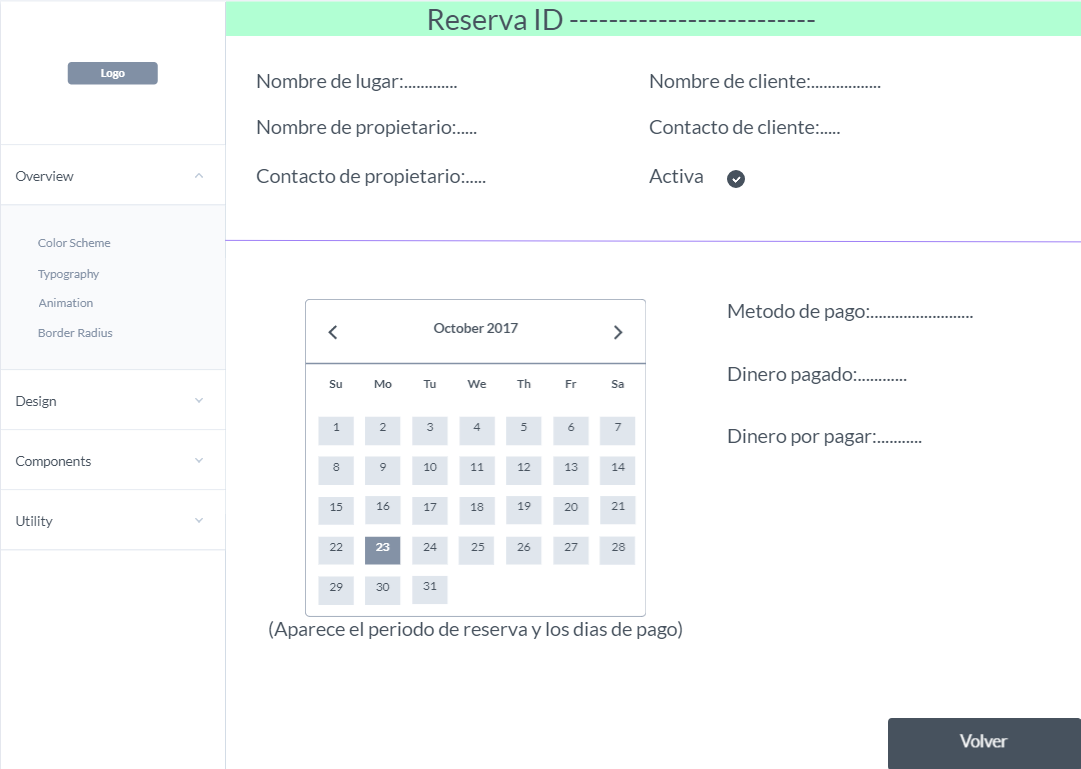 Logo
Overview
Color Scheme
Typography
Animation
Border Radius
Design
Components
Utility
Reserva ID -------------------------
Nombre de lugar:.............
Nombre de cliente:.................
Nombre de propietario:.....
Contacto de cliente:.....
Contacto de propietario:.....
Activa
October 2017
Su Mo Tu We Th Fr Sa
1 2 3 4 5 6 7
8 9 10 11 12 13 14
15 16 17 18 19 20 21
22 23 24 25 26 27 28
29 30 31
(Aparece el periodo de reserva y los dias de pago)
Metodo de pago:.........................
Dinero pagado:............
Dinero por pagar:...........
Volver